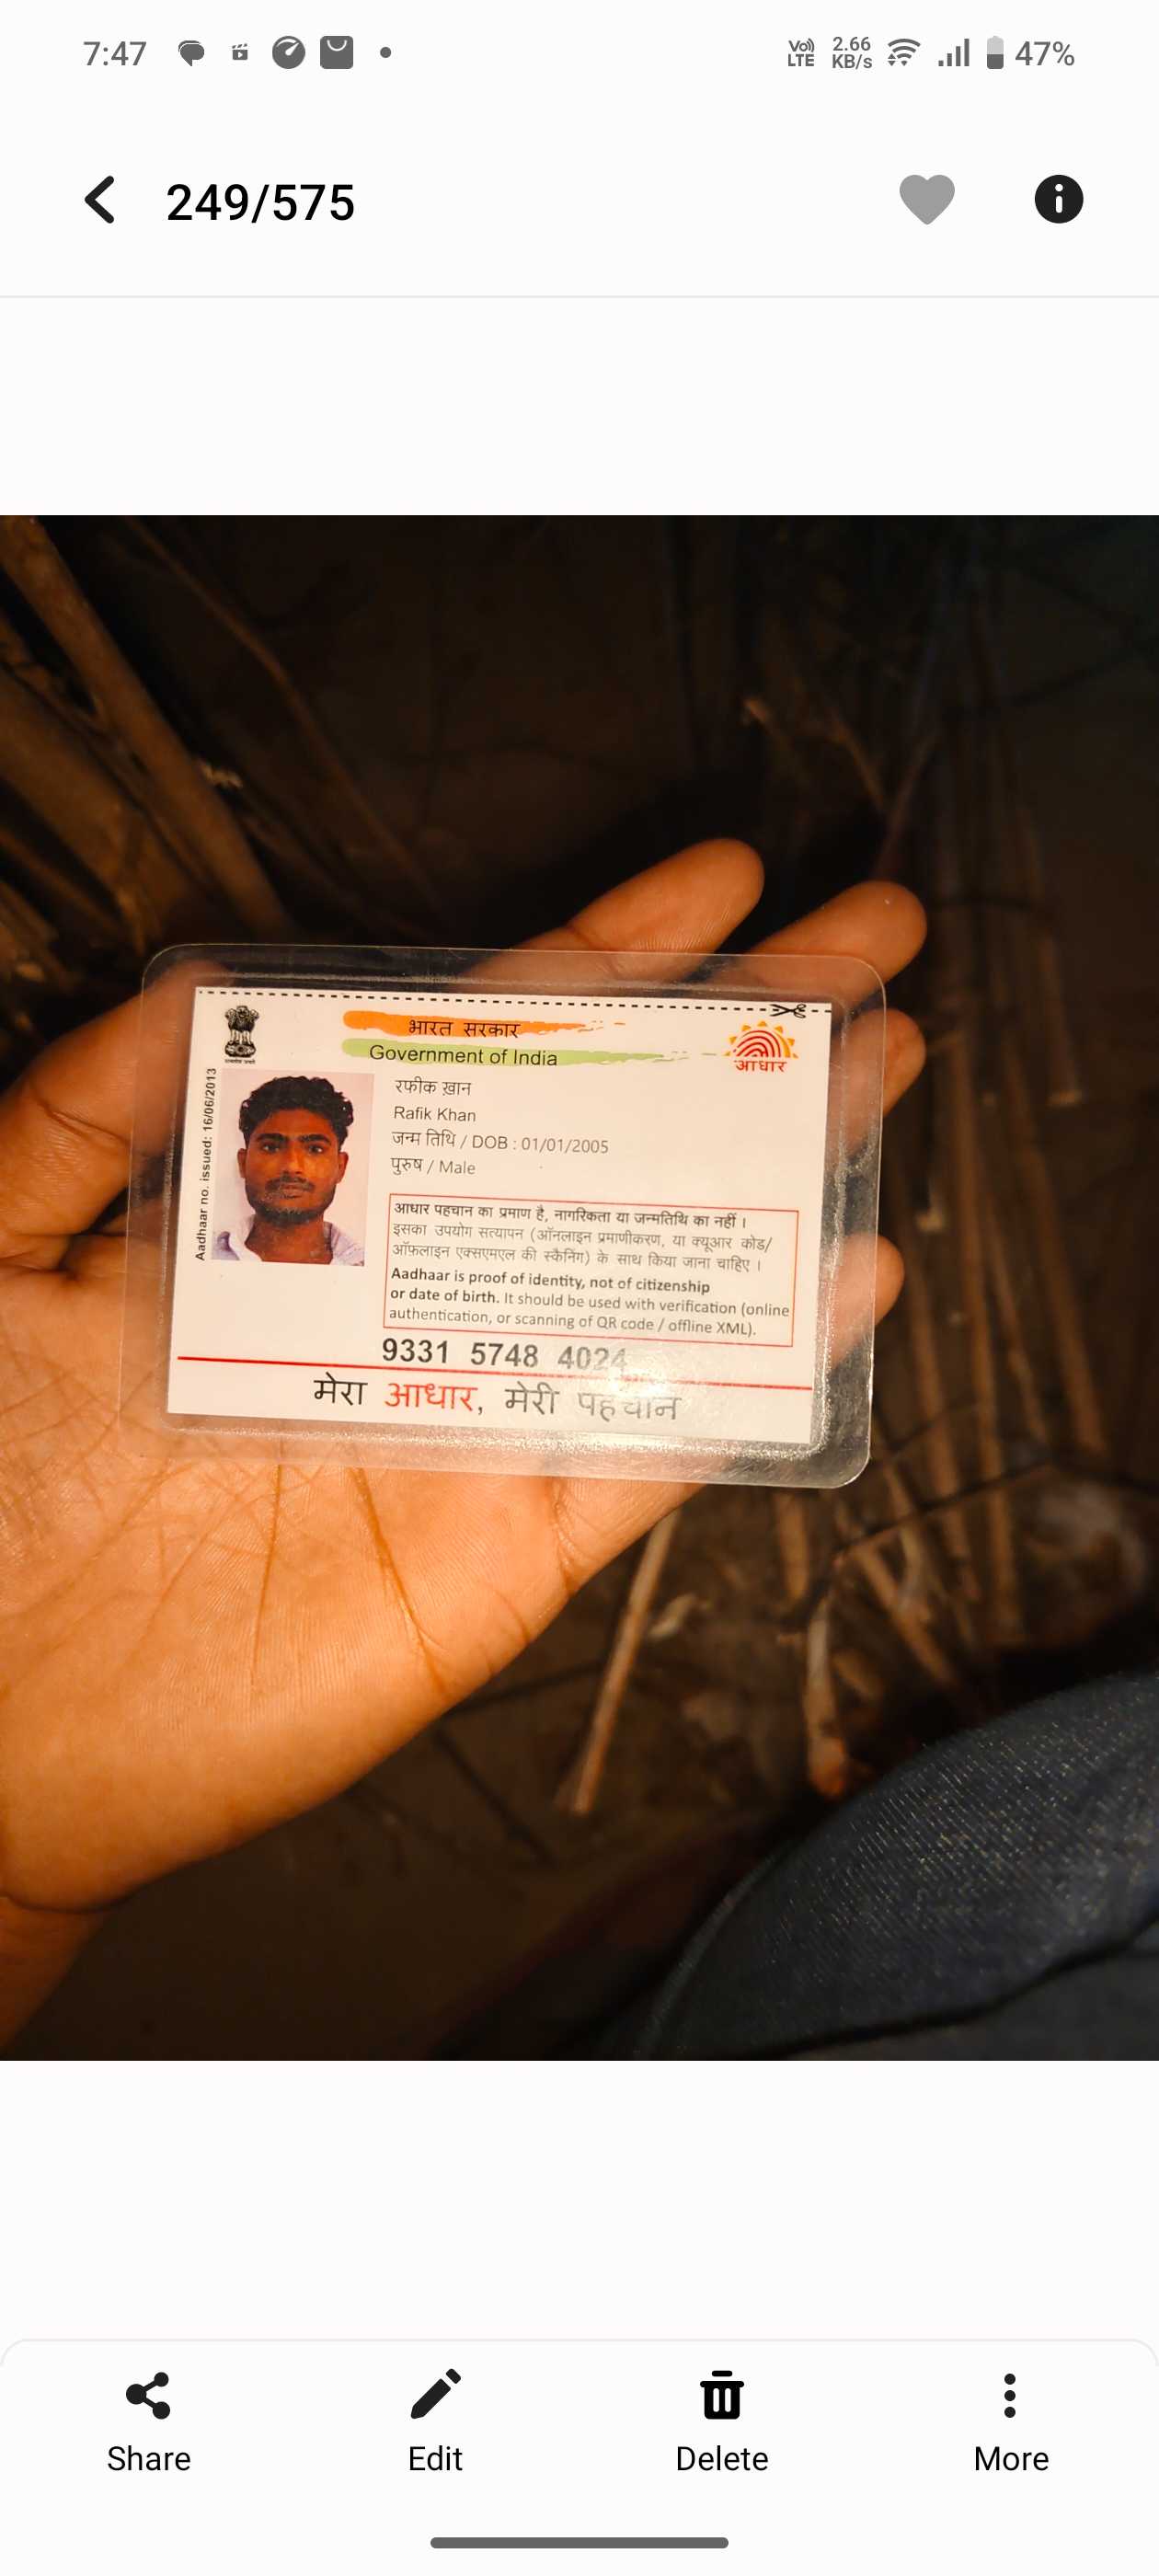 7:47
Vo)) LTE 2.66 KB/s 47%
249/575
भारत सरकार
Government of India
आधार
Aadhaar no. issued: 16/06/2013
रफीक ख़ान
Rafik Khan
जन्म तिथि / DOB : 01/01/2005
पुरुष / Male
आधार पहचान का प्रमाण है, नागरिकता या जन्मतिथि का नहीं ।
इसका उपयोग सत्यापन (ऑनलाइन प्रमाणीकरण, या क्यूआर कोड/
ऑफ़लाइन एक्सएमएल की स्कैनिंग) के साथ किया जाना चाहिए ।
Aadhaar is proof of identity, not of citizenship
or date of birth. It should be used with verification (online
authentication, or scanning of QR code / offline XML).
9331 5748 4024
मेरा आधार, मेरी पहचान
Share Edit Delete More